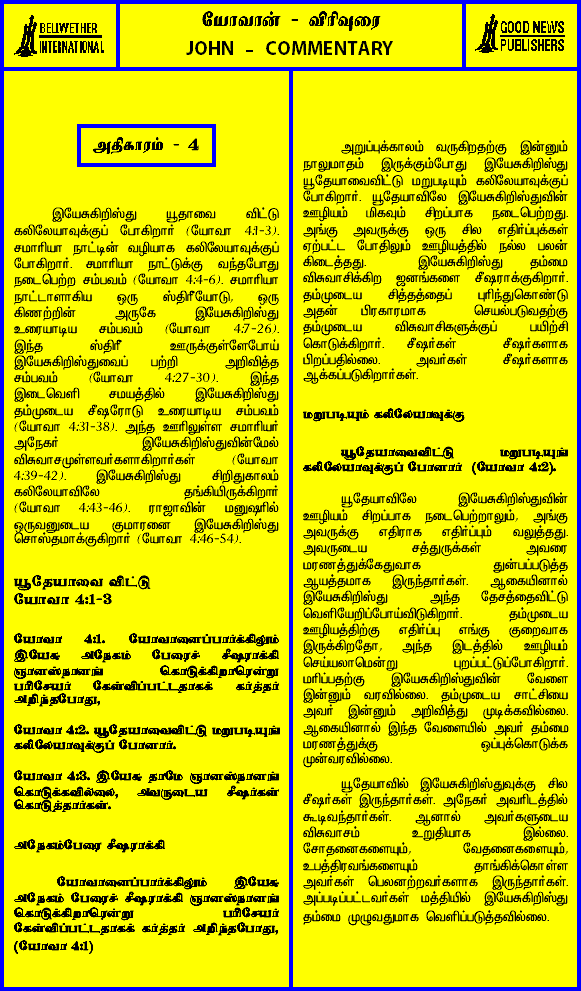 BELWETHER
INTERNATIONAL
யோவான் - விரிவுரை
JOHN - COMMENTARY
GOOD NEWS
PUBLISHERS
அதிகாரம் - 4
இயேசுகிறிஸ்து யூதாவை விட்டு
கலிலேயாவுக்குப் போகிறார் (யோவா 4:1-3).
சமாரியா நாட்டின் வழியாக கலிலேயாவுக்குப்
போகிறார். சமாரியா நாட்டுக்கு வந்தபோது
நடைபெற்ற சம்பவம் (யோவா 4:4-6). சமாரியா
நாட்டாளாகிய ஒரு ஸ்திரீயோடு, ஒரு
கிணற்றின் அருகே இயேசுகிறிஸ்து
உரையாடிய சம்பவம் (யோவா 4:7-26).
இந்த ஸ்திரீ ஊருக்குள்ளேபோய்
இயேசுகிறிஸ்துவைப் பற்றி அறிவித்த
சம்பவம் (யோவா 4:27-30). இந்த
இடைவெளி சமயத்தில் இயேசுகிறிஸ்து
தம்முடைய சீஷரோடு உரையாடிய சம்பவம்
(யோவா 4:31-38). அந்த ஊரிலுள்ள சமாரியர்
அநேகர் இயேசுகிறிஸ்துவின்மேல்
விசுவாசமுள்ளவர்களாகிறார்கள் (யோவா
4:39-42). இயேசுகிறிஸ்து சிறிதுகாலம்
கலிலேயாவிலே தங்கியிருக்கிறார்
(யோவா 4:43-46). ராஜாவின் மனுஷரில்
ஒருவனுடைய குமாரனை இயேசுகிறிஸ்து
சொஸ்தமாக்குகிறார் (யோவா 4:46-54).
யூதேயாவை விட்டு
யோவா 4:1-3
யோவா 4:1. யோவானைப்பார்க்கிலும்
இயேசு அநேகம் பேரைச் சீஷராக்கி
ஞானஸ்நானங் கொடுக்கிறாரென்று
பரிசேயர் கேள்விப்பட்டதாகக் கர்த்தர்
அறிந்தபோது,
யோவா 4:2. யூதேயாவைவிட்டு மறுபடியுங்
கலிலேயாவுக்குப் போனார்.
யோவா 4:3. இயேசு தாமே ஞானஸ்நானங்
கொடுக்கவில்லை, அவருடைய சீஷர்கள்
கொடுத்தார்கள்.
அநேகம்பேரை சீஷராக்கி
யோவானைப்பார்க்கிலும் இயேசு
அநேகம் பேரைச் சீஷராக்கி ஞானஸ்நானங்
கொடுக்கிறாரென்று பரிசேயர்
கேள்விப்பட்டதாகக் கர்த்தர் அறிந்தபோது,
(யோவா 4:1)
அறுப்புக்காலம் வருகிறதற்கு இன்னும்
நாலுமாதம் இருக்கும்போது இயேசுகிறிஸ்து
யூதேயாவைவிட்டு மறுபடியும் கலிலேயாவுக்குப்
போகிறார். யூதேயாவிலே இயேசுகிறிஸ்துவின்
ஊழியம் மிகவும் சிறப்பாக நடைபெற்றது.
அங்கு அவருக்கு ஒரு சில எதிர்ப்புக்கள்
ஏற்பட்ட போதிலும் ஊழியத்தில் நல்ல பலன்
கிடைத்தது. இயேசுகிறிஸ்து தம்மை
விசுவாசிக்கிற ஜனங்களை சீஷராக்குகிறார்.
தம்முடைய சித்தத்தைப் புரிந்துகொண்டு
அதன் பிரகாரமாக செயல்படுவதற்கு
தம்முடைய விசுவாசிகளுக்குப் பயிற்சி
கொடுக்கிறார். சீஷர்கள் சீஷர்களாக
பிறப்பதில்லை. அவர்கள் சீஷர்களாக
ஆக்கப்படுகிறார்கள்.
மறுபடியும் கலிலேயாவுக்கு
யூதேயாவைவிட்டு மறுபடியுங்
கலிலேயாவுக்குப் போனார் (யோவா 4:2).
யூதேயாவிலே இயேசுகிறிஸ்துவின்
ஊழியம் சிறப்பாக நடைபெற்றாலும், அங்கு
அவருக்கு எதிராக எதிர்ப்பும் வலுத்தது.
அவருடைய சத்துருக்கள் அவரை
மரணத்துக்கேதுவாக துன்பப்படுத்த
ஆயத்தமாக இருந்தார்கள். ஆகையினால்
இயேசுகிறிஸ்து அந்த தேசத்தைவிட்டு
வெளியேறிப்போய்விடுகிறார். தம்முடைய
ஊழியத்திற்கு எதிர்ப்பு எங்கு குறைவாக
இருக்கிறதோ, அந்த இடத்தில் ஊழியம்
செய்யலாமென்று புறப்பட்டுப்போகிறார்.
மரிப்பதற்கு இயேசுகிறிஸ்துவின் வேளை
இன்னும் வரவில்லை. தம்முடைய சாட்சியை
அவர் இன்னும் அறிவித்து முடிக்கவில்லை.
ஆகையினால் இந்த வேளையில் அவர் தம்மை
மரணத்துக்கு ஒப்புக்கொடுக்க
முன்வரவில்லை.
யூதேயாவில் இயேசுகிறிஸ்துவுக்கு சில
சீஷர்கள் இருந்தார்கள். அநேகர் அவரிடத்தில்
கூடிவந்தார்கள். ஆனால் அவர்களுடைய
விசுவாசம் உறுதியாக இல்லை.
சோதனைகளையும், வேதனைகளையும்,
உபத்திரவங்களையும் தாங்கிக்கொள்ள
அவர்கள் பெலனற்றவர்களாக இருந்தார்கள்.
அப்படிப்பட்டவர்கள் மத்தியில் இயேசுகிறிஸ்து
தம்மை முழுவதுமாக வெளிப்படுத்தவில்லை.